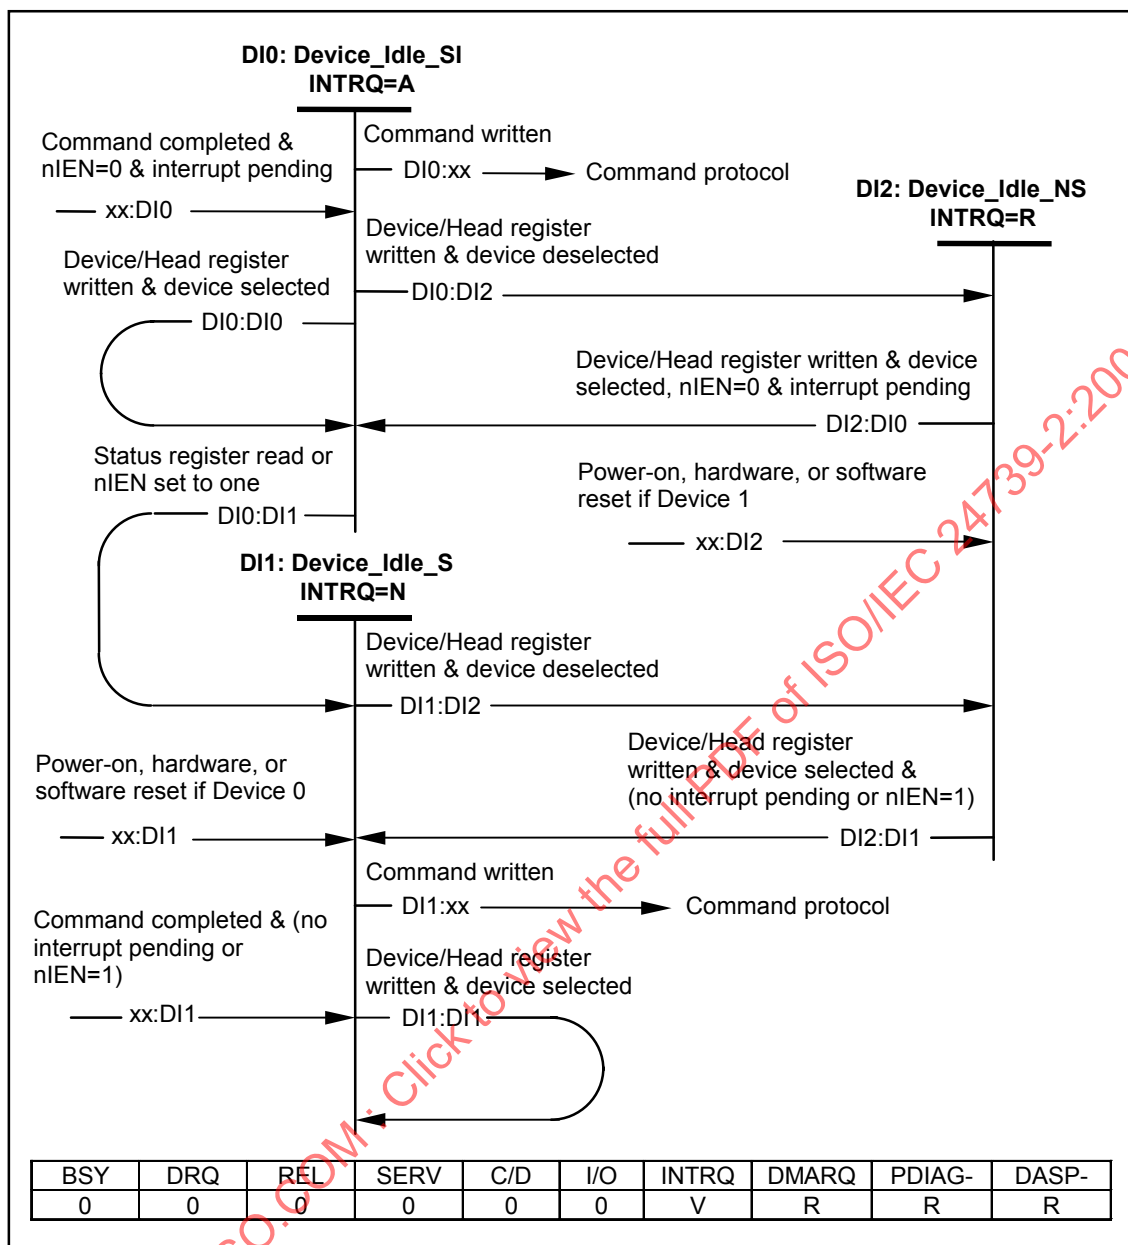 DI0: Device_Idle_SI
INTRQ=A
Command completed &
nIEN=0 & interrupt pending
xx:DI0
Command written
DI0:xx
Command protocol
DI2: Device_Idle_NS
INTRQ=R
Device/Head register
written & device selected
DI0:DI0
Device/Head register
written & device deselected
DI0:DI2
Device/Head register written & device
selected, nIEN=0 & interrupt pending
DI2:DI0
Status register read or
nIEN set to one
DI0:DI1
Power-on, hardware, or software
reset if Device 1
xx:DI2
DI1: Device_Idle_S
INTRQ=N
Device/Head register
written & device deselected
DI1:DI2
Power-on, hardware, or
software reset if Device 0
xx:DI1
Device/Head register
written & device selected &
(no interrupt pending or nIEN=1)
DI2:DI1
Command written
DI1:xx
Command protocol
Command completed & (no
interrupt pending or
nIEN=1)
xx:DI1
Device/Head register
written & device selected
DI1:DI1
BSY DRQ REL SERV C/D I/O INTRQ DMARQ PDIAG- DASP-
0 0 0 0 0 0 V R R R
SO.COM : Click to view the full PDF of ISO/IEC 24739-2:200